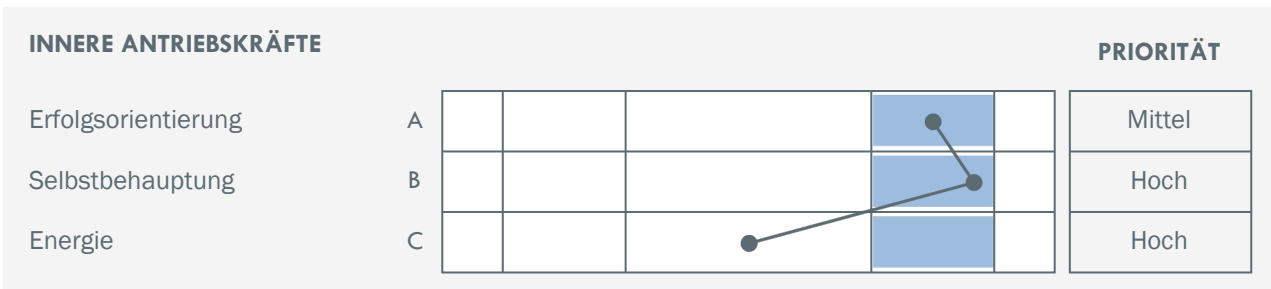 INNERE ANTRIEBSKRÄFTE
PRIORITÄT
Erfolgsorientierung A Mittel
Selbstbehauptung B Hoch
Energie C Hoch